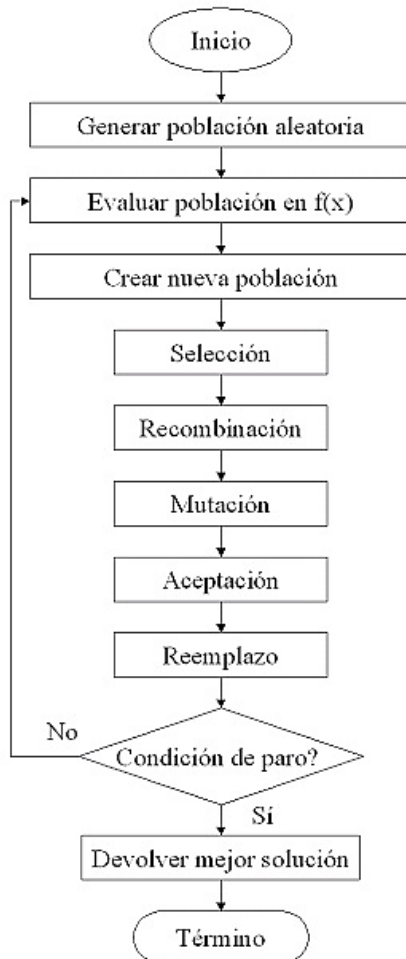 Inicio
Generar población aleatoria
Evaluar población en f(x)
Crear nueva población
Selección
Recombinación
Mutación
Aceptación
Reemplazo
No
Condición de paro?
Sí
Devolver mejor solución
Término